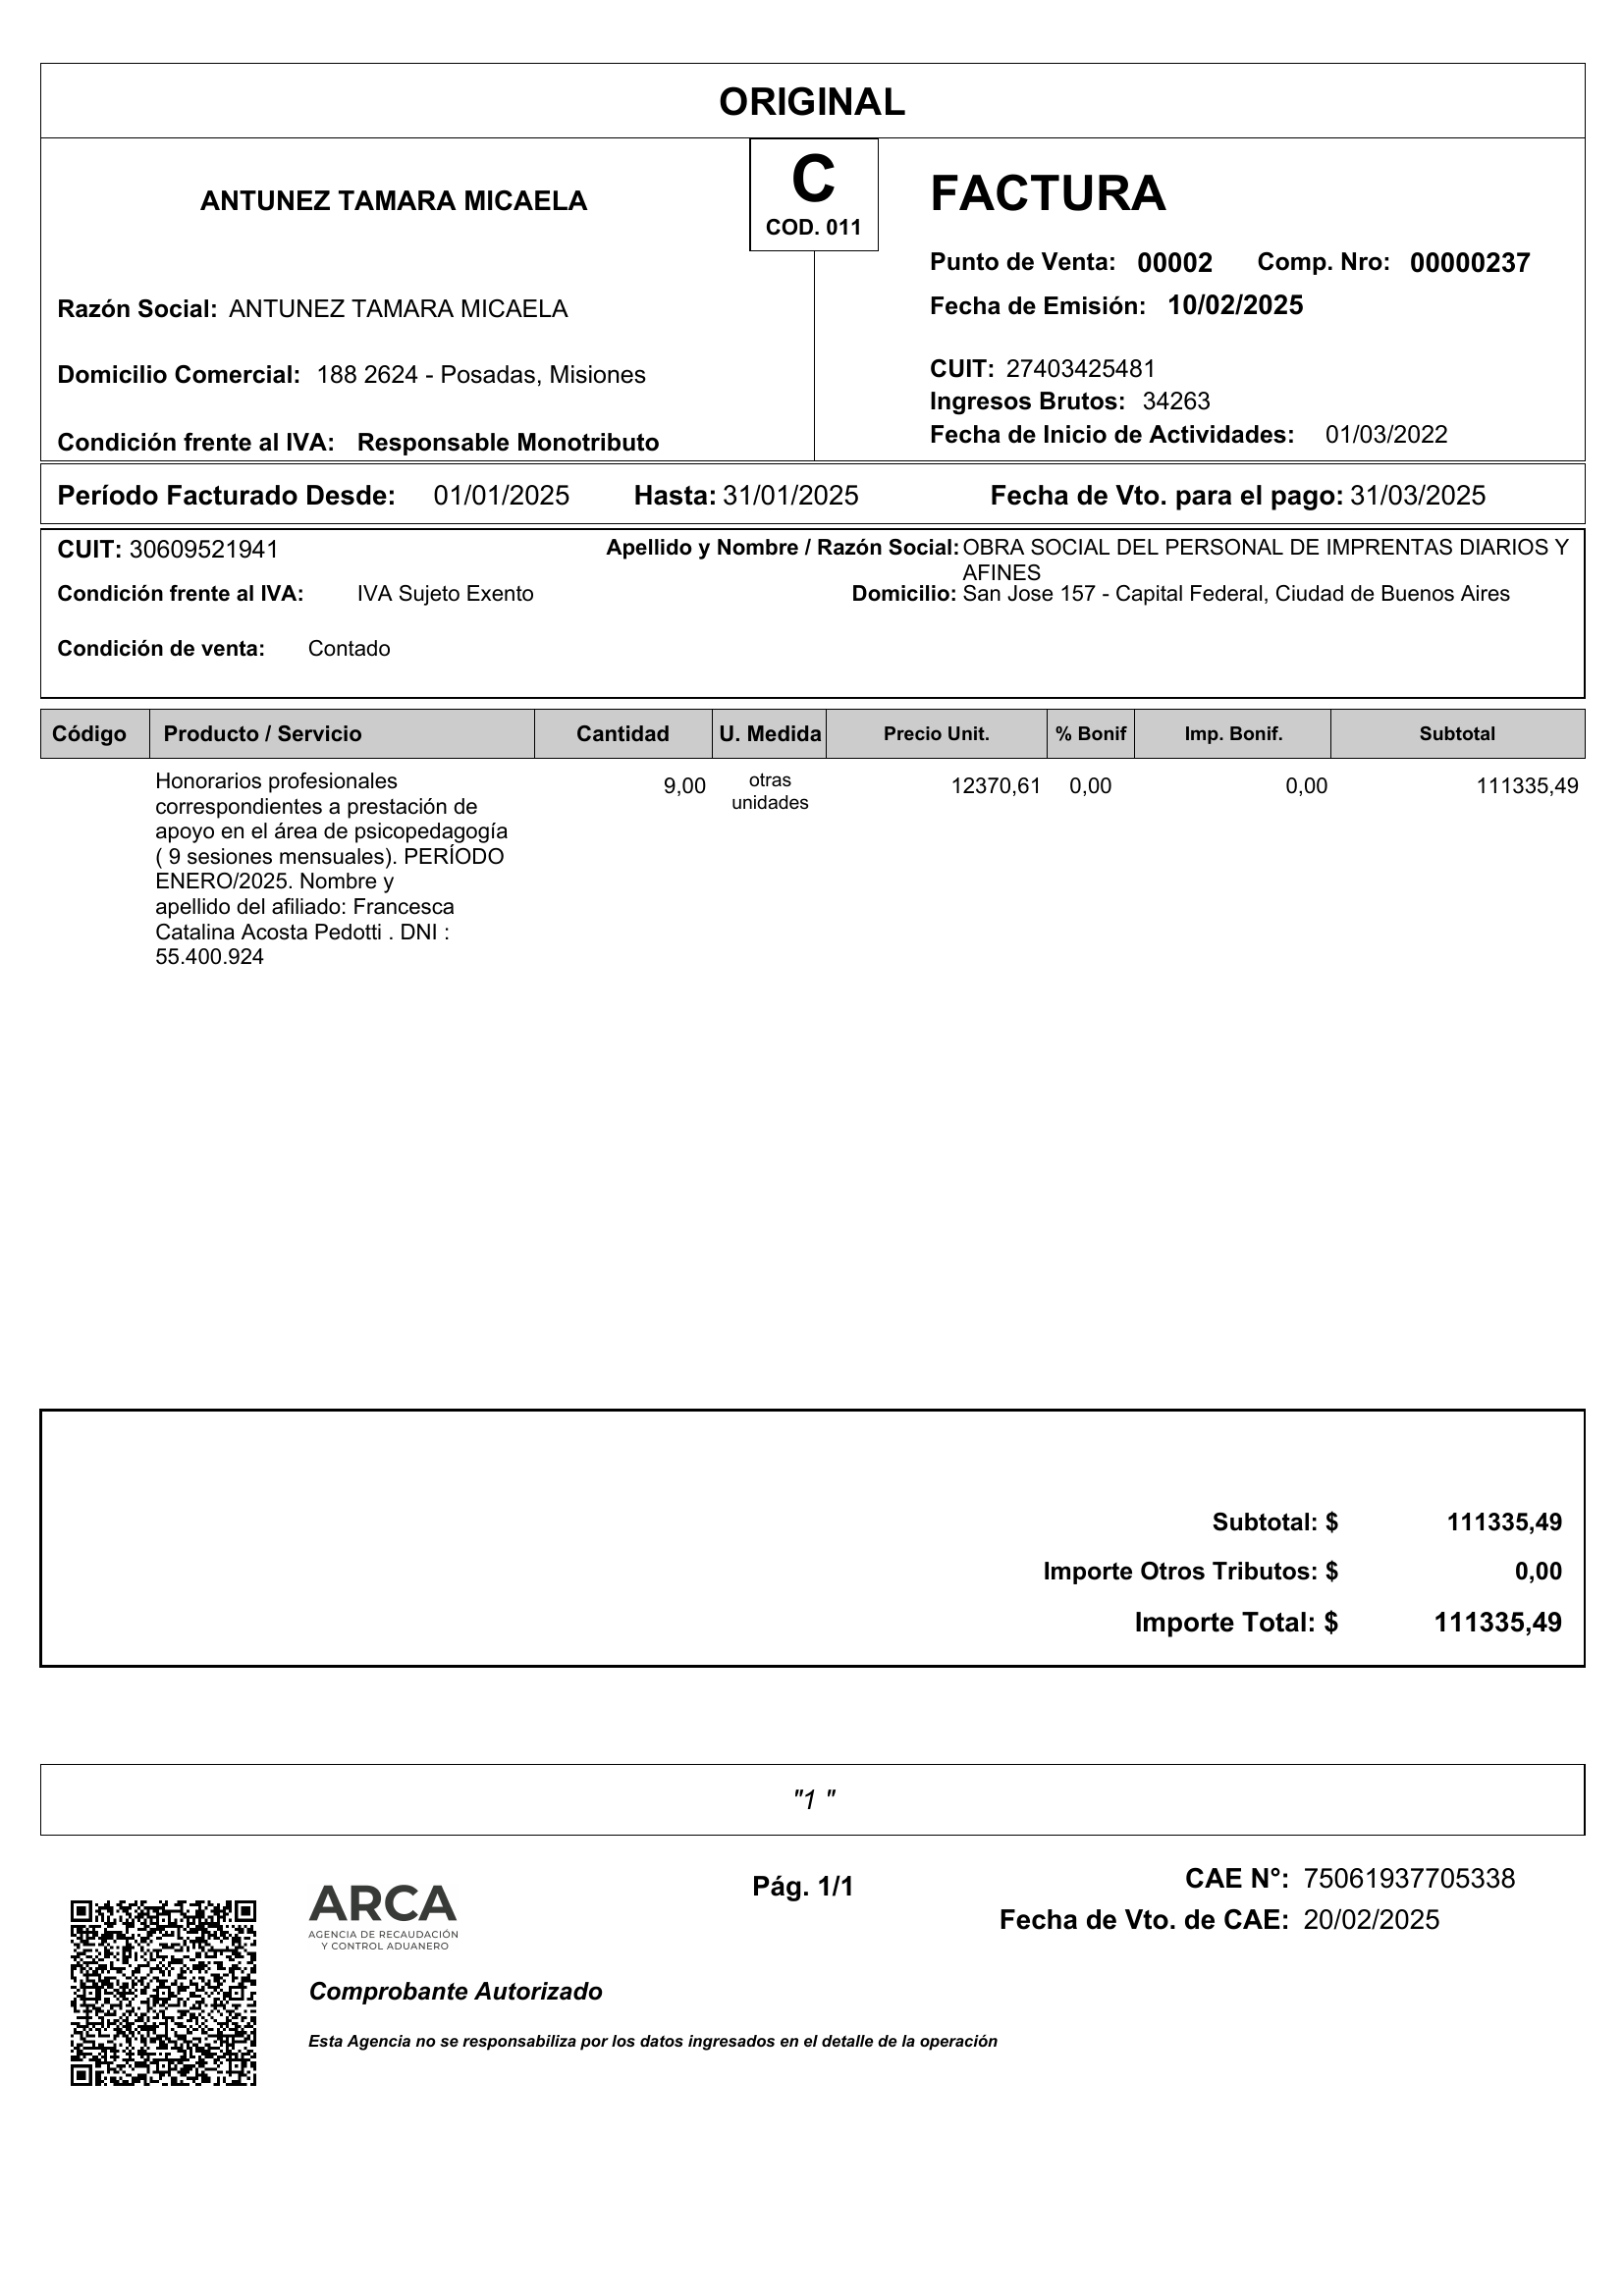 ORIGINAL
ANTUNEZ TAMARA MICAELA
C
COD. 011
FACTURA
Punto de Venta: 00002 Comp. Nro: 00000237
Fecha de Emisión: 10/02/2025
Razón Social: ANTUNEZ TAMARA MICAELA
Domicilio Comercial: 188 2624 - Posadas, Misiones
Condición frente al IVA: Responsable Monotributo
CUIT: 27403425481
Ingresos Brutos: 34263
Fecha de Inicio de Actividades: 01/03/2022
Período Facturado Desde: 01/01/2025 Hasta: 31/01/2025 Fecha de Vto. para el pago: 31/03/2025
CUIT: 30609521941
Apellido y Nombre / Razón Social: OBRA SOCIAL DEL PERSONAL DE IMPRENTAS DIARIOS Y
AFINES
Condición frente al IVA: IVA Sujeto Exento
Domicilio: San Jose 157 - Capital Federal, Ciudad de Buenos Aires
Condición de venta: Contado
Código Producto / Servicio Cantidad U. Medida Precio Unit. % Bonif Imp. Bonif. Subtotal
Honorarios profesionales
correspondientes a prestación de
apoyo en el área de psicopedagogía
( 9 sesiones mensuales). PERÍODO
ENERO/2025. Nombre y
apellido del afiliado: Francesca
Catalina Acosta Pedotti . DNI :
55.400.924
9,00
otras
unidades
12370,61 0,00 0,00 111335,49
Subtotal: $ 111335,49
Importe Otros Tributos: $ 0,00
Importe Total: $ 111335,49
"1 "
ARCA
AGENCIA DE RECAUDACIÓN
Y CONTROL ADUANERO
Comprobante Autorizado
Esta Agencia no se responsabiliza por los datos ingresados en el detalle de la operación
Pág. 1/1
CAE N°: 75061937705338
Fecha de Vto. de CAE: 20/02/2025